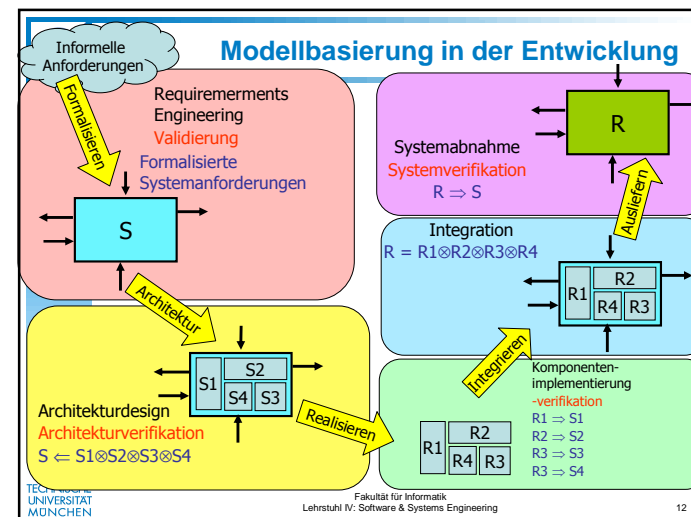 Modellbasierung in der Entwicklung
Informelle
Anforderungen
Formalisieren
Requiremerments
Engineering
Validierung
Formalisierte
Systemanforderungen
S
Architektur
Architekturdesign
Architekturverifikation
S ⇐ S1⊗S2⊗S3⊗S4
S1
S2
S4
S3
Realisieren
R1
R2
R4
R3
Komponenten-
implementierung
-verifikation
R1 ⇒ S1
R2 ⇒ S2
R3 ⇒ S3
R3 ⇒ S4
Integrieren
Integration
R = R1⊗R2⊗R3⊗R4
R1
R2
R4
R3
Ausliefern
Systemabnahme
Systemverifikation
R ⇒ S
R
TECHNISCHE
UNIVERSITÄT
MÜNCHEN
Fakultät für Informatik
Lehrstuhl IV: Software & Systems Engineering
12